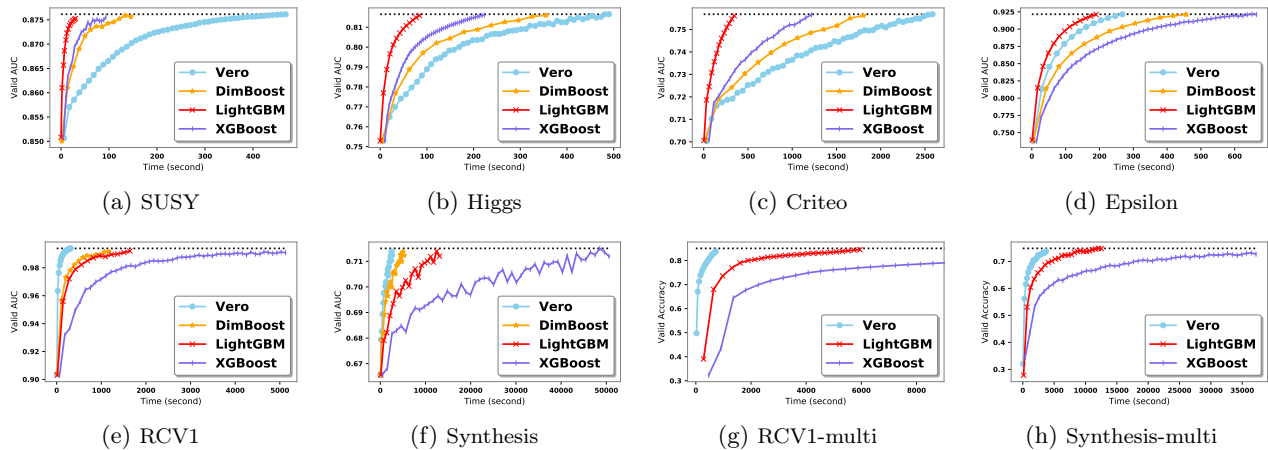 0.875
0.870
0.865
0.860
0.855
0.850
Valid AUC
0 100 200 300 400
Time (second)
Vero
DimBoost
LightGBM
XGBoost
(a) SUSY
0.81
0.80
0.79
0.78
0.77
0.76
0.75
Valid AUC
0 100 200 300 400 500
Time (second)
Vero
DimBoost
LightGBM
XGBoost
(b) Higgs
0.75
0.74
0.73
0.72
0.71
0.70
Valid AUC
0 500 1000 1500 2000 2500
Time (second)
Vero
DimBoost
LightGBM
XGBoost
(c) Criteo
0.925
0.900
0.875
0.850
0.825
0.800
0.775
0.750
Valid AUC
0 100 200 300 400 500 600
Time (second)
Vero
DimBoost
LightGBM
XGBoost
(d) Epsilon
0.98
0.96
0.94
0.92
0.90
Valid AUC
0 1000 2000 3000 4000 5000
Time (second)
Vero
DimBoost
LightGBM
XGBoost
(e) RCV1
0.71
0.70
0.69
0.68
0.67
Valid AUC
0 10000 20000 30000 40000 50000
Time (second)
Vero
DimBoost
LightGBM
XGBoost
(f) Synthesis
0.8
0.7
0.6
0.5
0.4
0.3
Valid Accuracy
0 2000 4000 6000 8000
Time (second)
Vero
LightGBM
XGBoost
(g) RCV1-multi
0.7
0.6
0.5
0.4
0.3
Valid Accuracy
0 5000 10000 15000 20000 25000 30000 35000
Time (second)
Vero
LightGBM
XGBoost
(h) Synthesis-multi